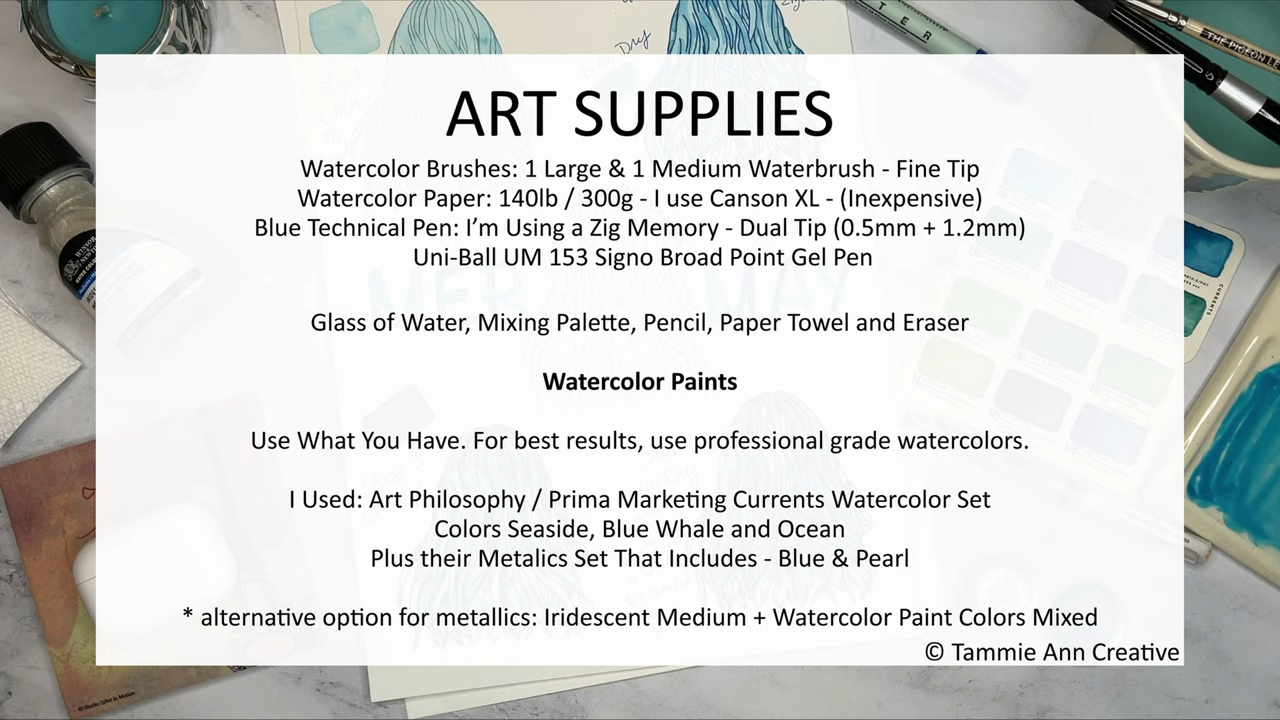 ART SUPPLIES
Watercolor Brushes: 1 Large & 1 Medium Waterbrush - Fine Tip
Watercolor Paper: 140lb / 300g - I use Canson XL - (Inexpensive)
Blue Technical Pen: I’m Using a Zig Memory - Dual Tip (0.5mm + 1.2mm)
Uni-Ball UM 153 Signo Broad Point Gel Pen
Glass of Water, Mixing Palette, Pencil, Paper Towel and Eraser
Watercolor Paints
Use What You Have. For best results, use professional grade watercolors.
I Used: Art Philosophy / Prima Marketing Currents Watercolor Set
Colors Seaside, Blue Whale and Ocean
Plus their Metalics Set That Includes - Blue & Pearl
* alternative option for metallics: Iridescent Medium + Watercolor Paint Colors Mixed
© Tammie Ann Creative
Dry
THE PIGEON LE
CURRENTS